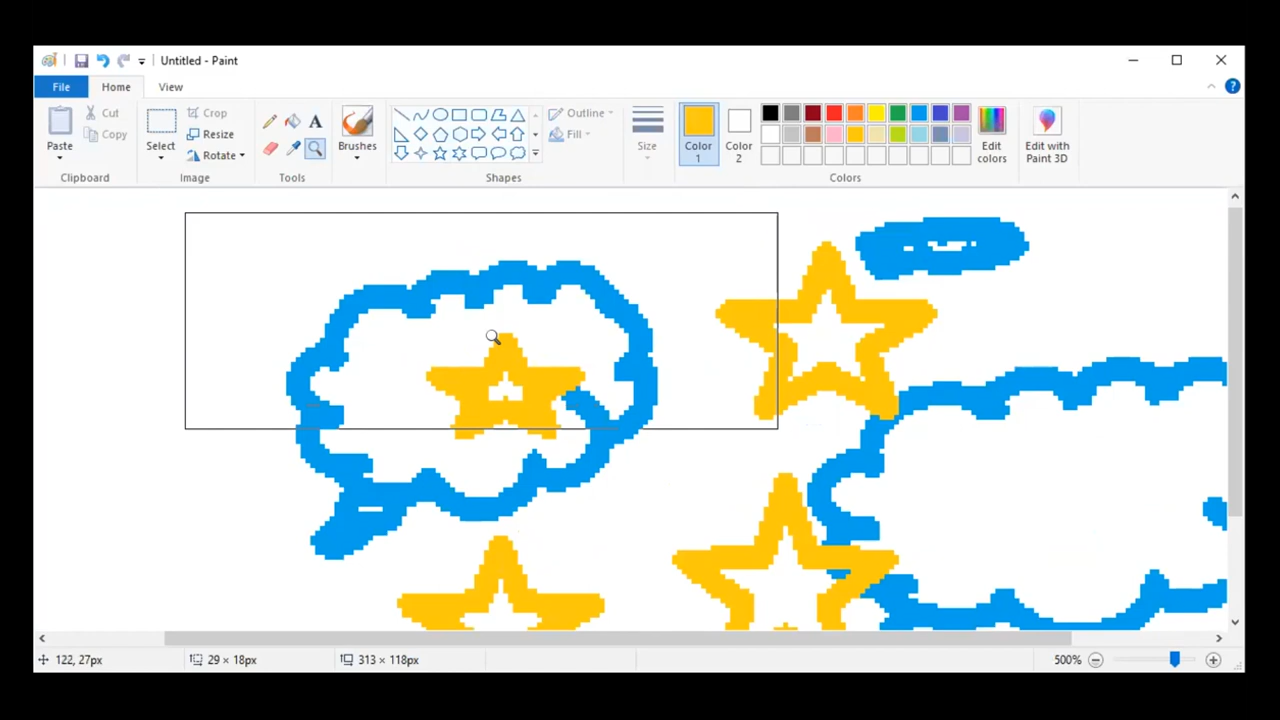 Untitled - Paint
File Home View
Paste Cut Copy
Clipboard
Select Crop Resize Rotate
Image
A
Tools
Brushes
Outline Fill
Shapes
Size
Color 1
Color 2
Edit colors
Colors
Edit with Paint 3D
122, 27px 29 × 18px 313 × 118px 500%